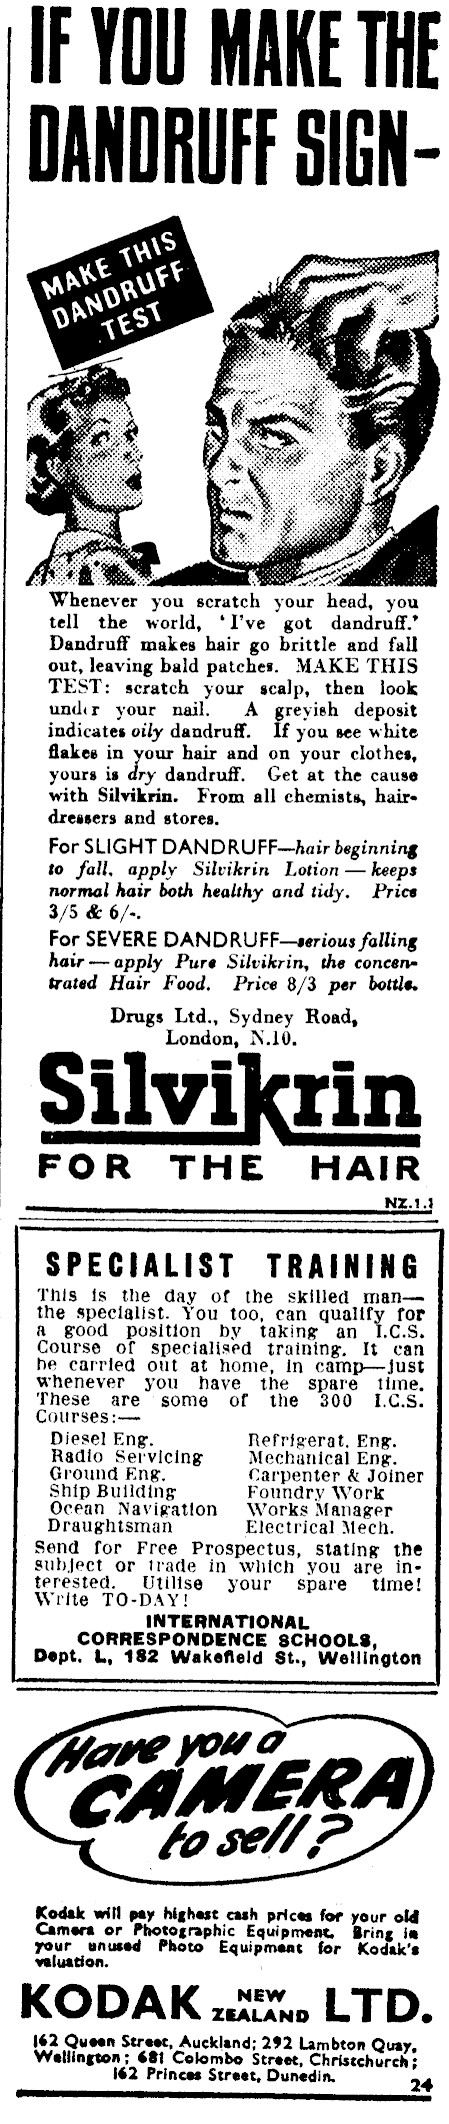 IF YOU MAKE THE
DANDRUFF SIGN–
MAKE THIS
DANDRUFF
TEST
Whenever you scratch your head, you
tell the world, ‘I've got dandruff.’
Dandruff makes hair go brittle and fall
out, leaving bald patches. MAKE THIS
TEST: scratch your scalp, then look
under your nail. A greyish deposit
indicates oily dandruff. If you see white
flakes in your hair and on your clothes,
yours is dry dandruff. Get at the cause
with Silvikrin. From all chemists, hair-
dressers and stores.
For SLIGHT DANDRUFF—hair beginning
to fall, apply Silvikrin Lotion — keeps
normal hair both healthy and tidy. Price
3/5 & 6/-.
For SEVERE DANDRUFF—serious falling
hair — apply Pure Silvikrin, the concen-
trated Hair Food. Price 8/3 per bottle.
Drugs Ltd., Sydney Road,
London, N.10.
Silvikrin
FOR THE HAIR
NZ.1.1
SPECIALIST TRAINING
This is the day of the skilled man—
the specialist. You too, can qualify for
a good position by taking an I.C.S.
Course of specialised training. It can
be carried out at home, in camp—just
whenever you have the spare time.
These are some of the 300 I.C.S.
Courses:—
Diesel Eng. Refrigerat. Eng.
Radio Servicing Mechanical Eng.
Ground Eng. Carpenter & Joiner
Ship Building Foundry Work
Ocean Navigation Works Manager
Draughtsman Electrical Mech.
Send for Free Prospectus, stating the
subject or trade in which you are in-
terested. Utilise your spare time!
Write TO-DAY!
INTERNATIONAL
CORRESPONDENCE SCHOOLS,
Dept. L, 182 Wakefield St., Wellington
Have you a
CAMERA
to sell?
Kodak will pay highest cash prices for your old
Camera or Photographic Equipment. Bring in
your unused Photo Equipment for Kodak's
valuation.
KODAK NEW ZEALAND LTD.
162 Queen Street, Auckland; 292 Lambton Quay,
Wellington; 681 Colombo Street, Christchurch;
162 Princes Street, Dunedin.
24